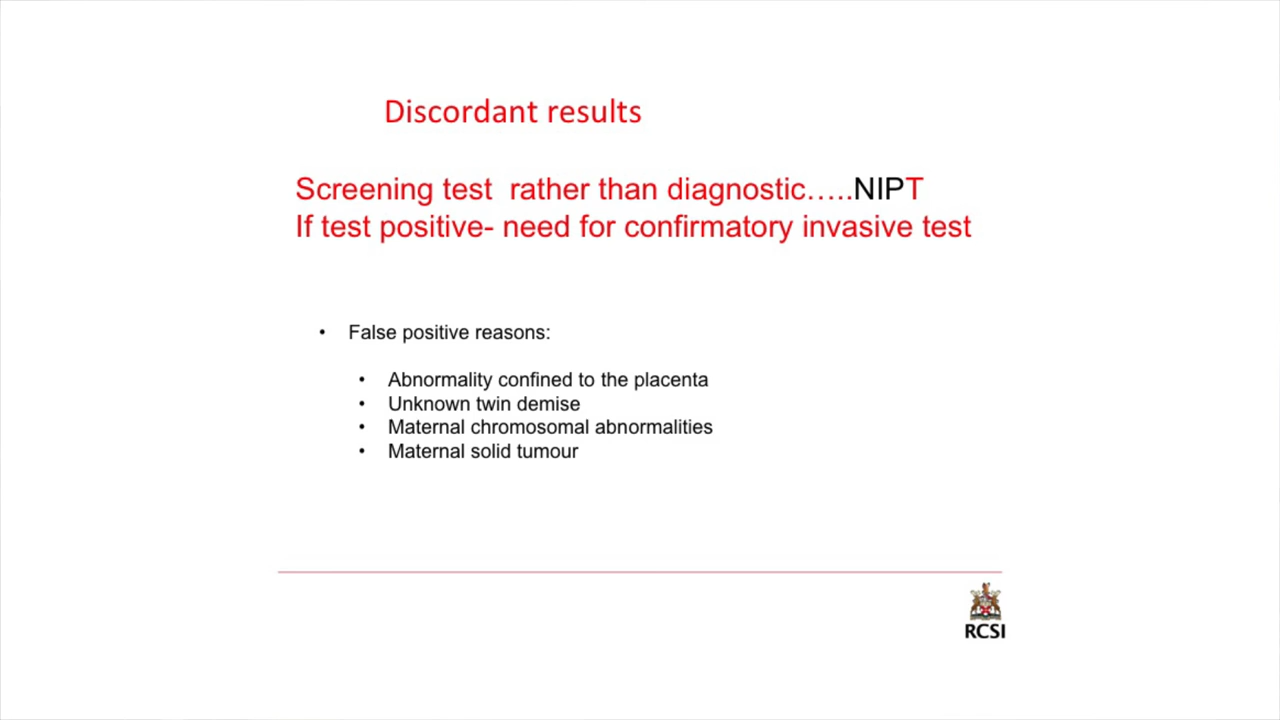 Discordant results
Screening test rather than diagnostic…..NIPT
If test positive- need for confirmatory invasive test
• False positive reasons:
• Abnormality confined to the placenta
• Unknown twin demise
• Maternal chromosomal abnormalities
• Maternal solid tumour
RCSI